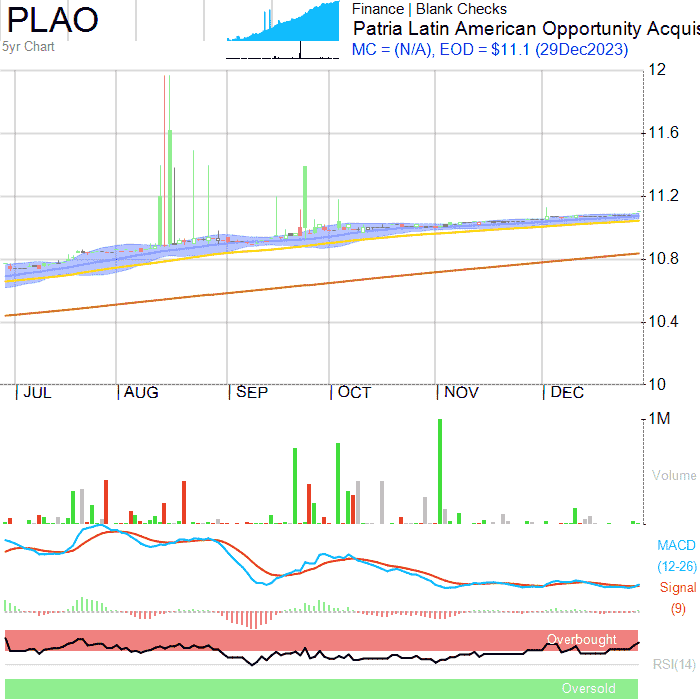 PLAO
5yr Chart
Finance | Blank Checks
Patria Latin American Opportunity Acquis
MC = (N/A), EOD = $11.1 (29Dec2023)
12
11.6
11.2
10.8
10.4
10
JUL AUG SEP OCT NOV DEC
1M
Volume
MACD
(12-26)
Signal
(9)
Overbought
RSI(14)
Oversold